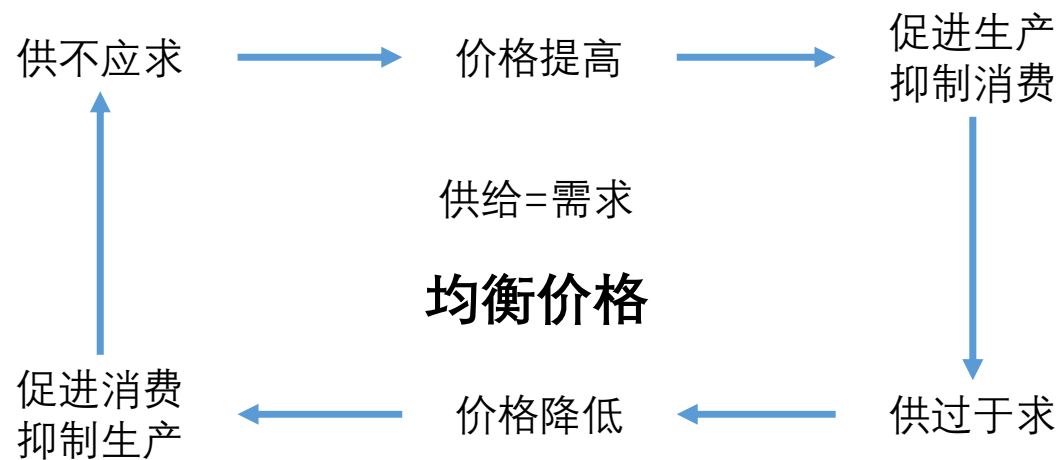 供不应求
价格提高
促进生产
抑制消费
供给=需求
均衡价格
促进消费
抑制生产
价格降低
供过于求